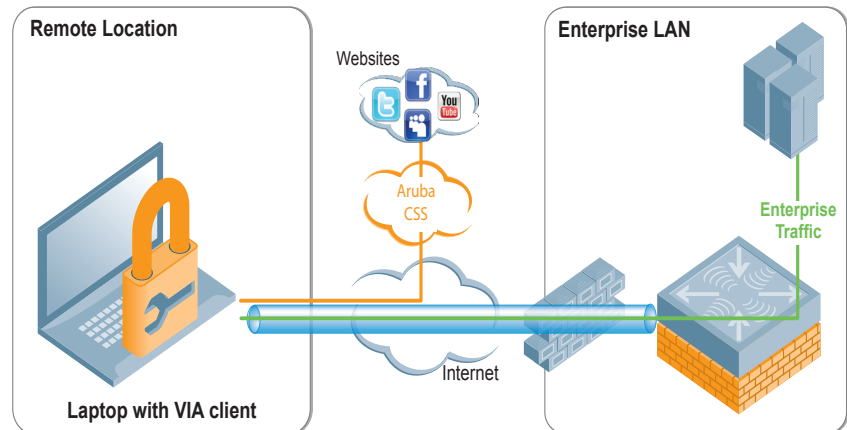 Remote Location
Enterprise LAN
Websites
f
t
You
Tube
Aruba
CSS
Enterprise
Traffic
Internet
Laptop with VIA client